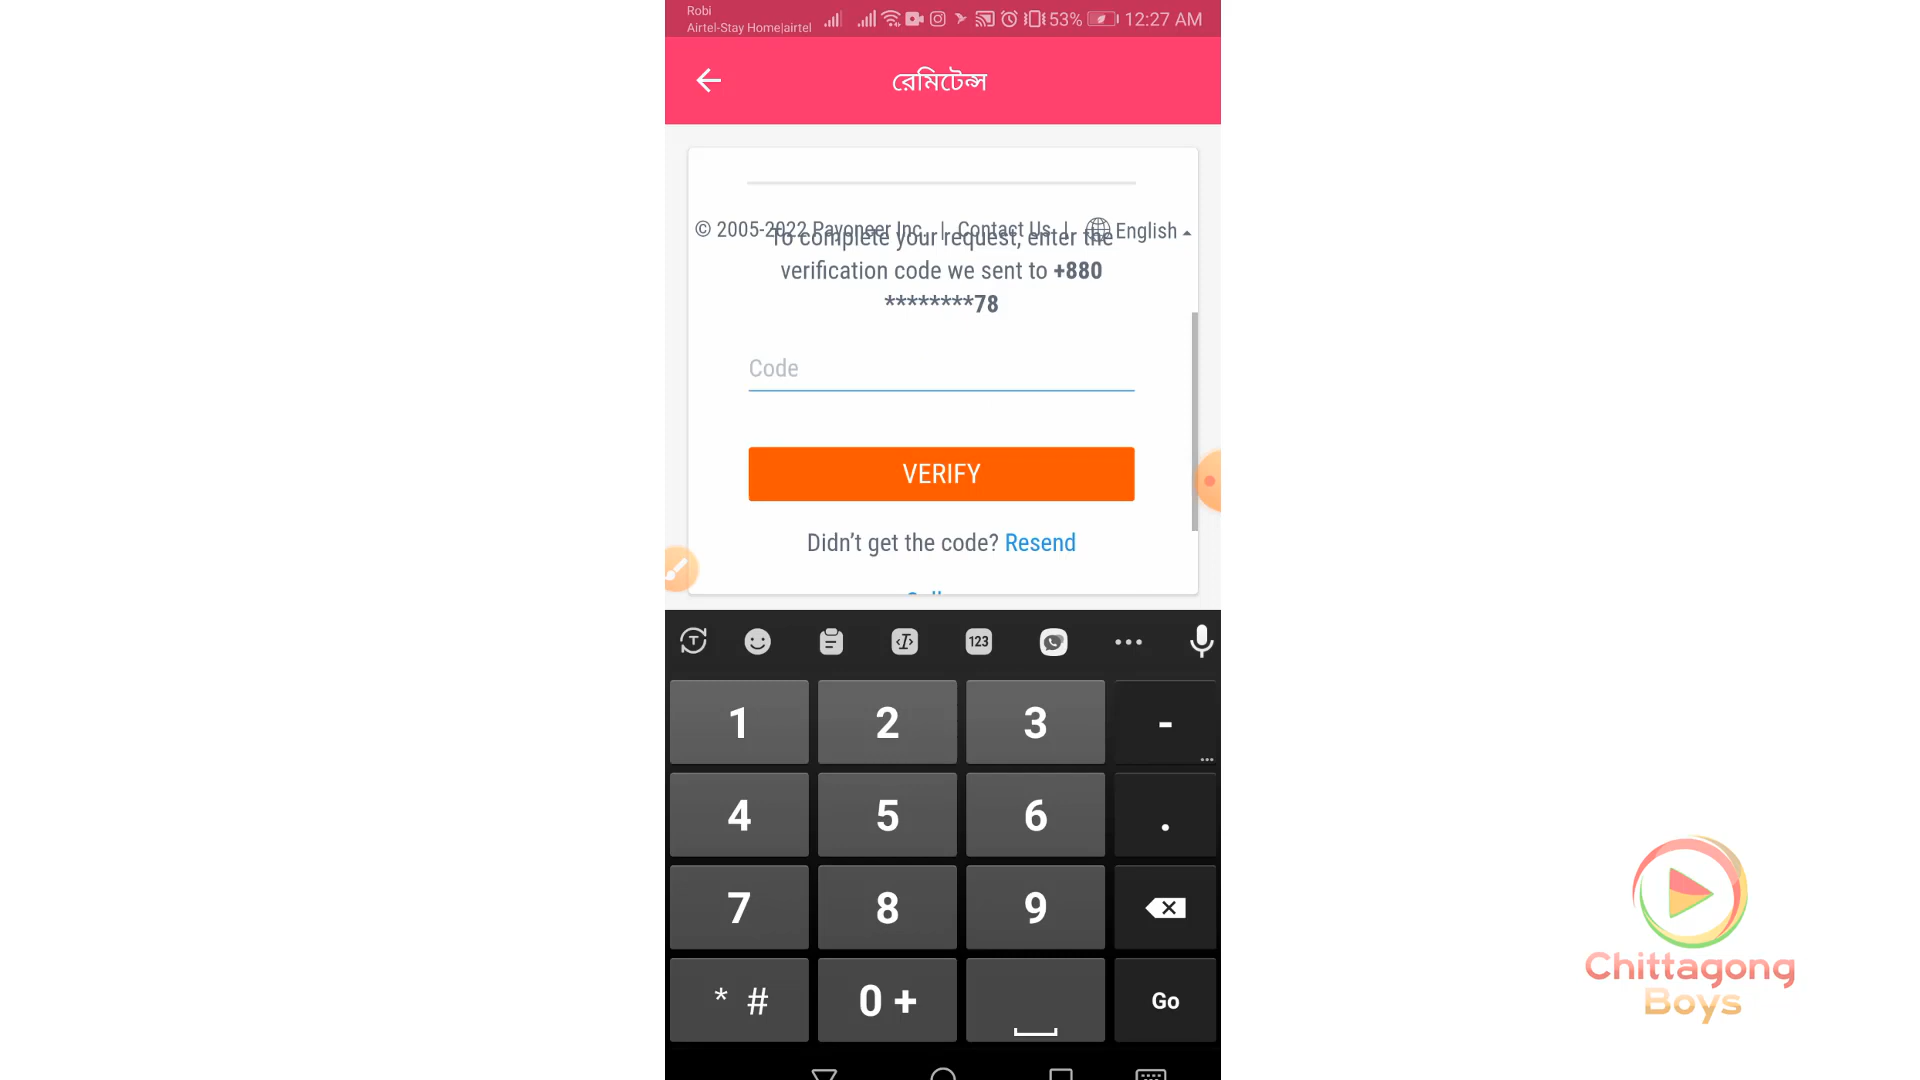 Robi
Airtel-Stay Home|airtel
53%
12:27 AM
রেমিটেন্স
© 2005-2022 Payoneer Inc. | Contact Us | English
To complete your request, enter the
verification code we sent to +880
********78
Code
VERIFY
Didn't get the code? Resend
123
1 2 3 -
4 5 6 .
7 8 9
* # 0 + Go
Chittagong
Boys